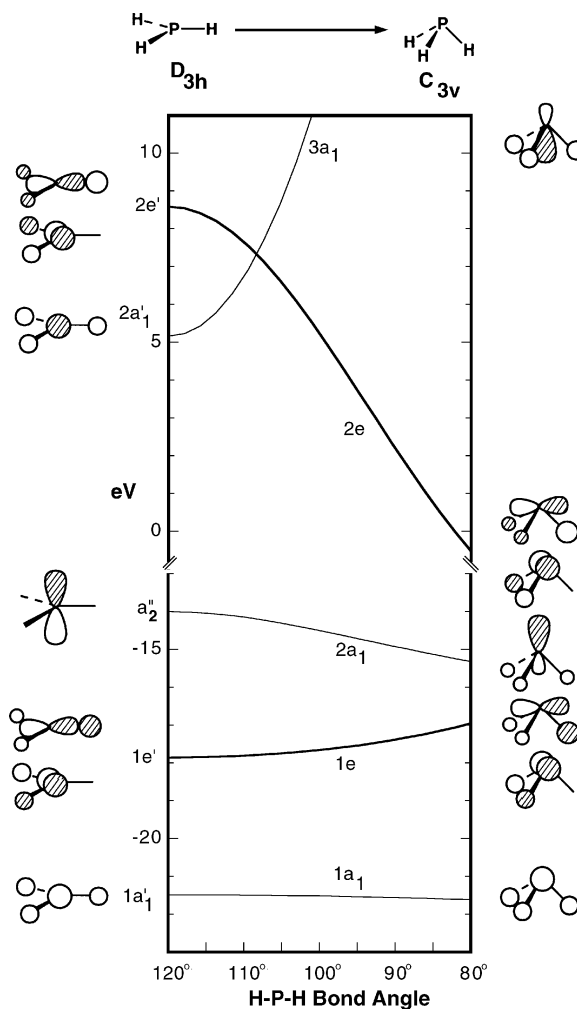 H P H
H
H P H
H
D3h
C3v
10
3a1
2e'
2a'1
5
2e
eV
0
a"2
-15
2a1
1e'
1e
-20
1a1
1a'1
120° 110° 100° 90° 80°
H-P-H Bond Angle